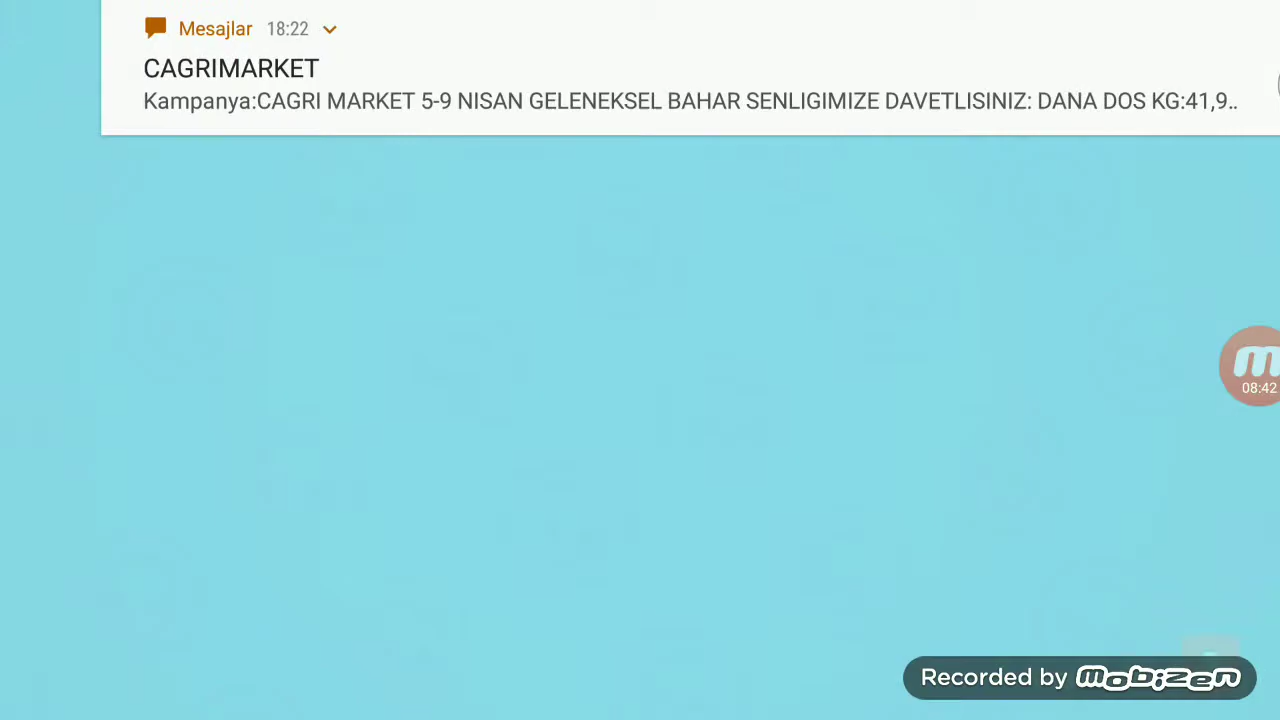 Mesajlar 18:22
CAGRIMARKET
Kampanya:CAGRI MARKET 5-9 NISAN GELENEKSEL BAHAR SENLIGIMIZE DAVETLISINIZ: DANA DOS KG:41,9..
m
08:42
Recorded by mobizen